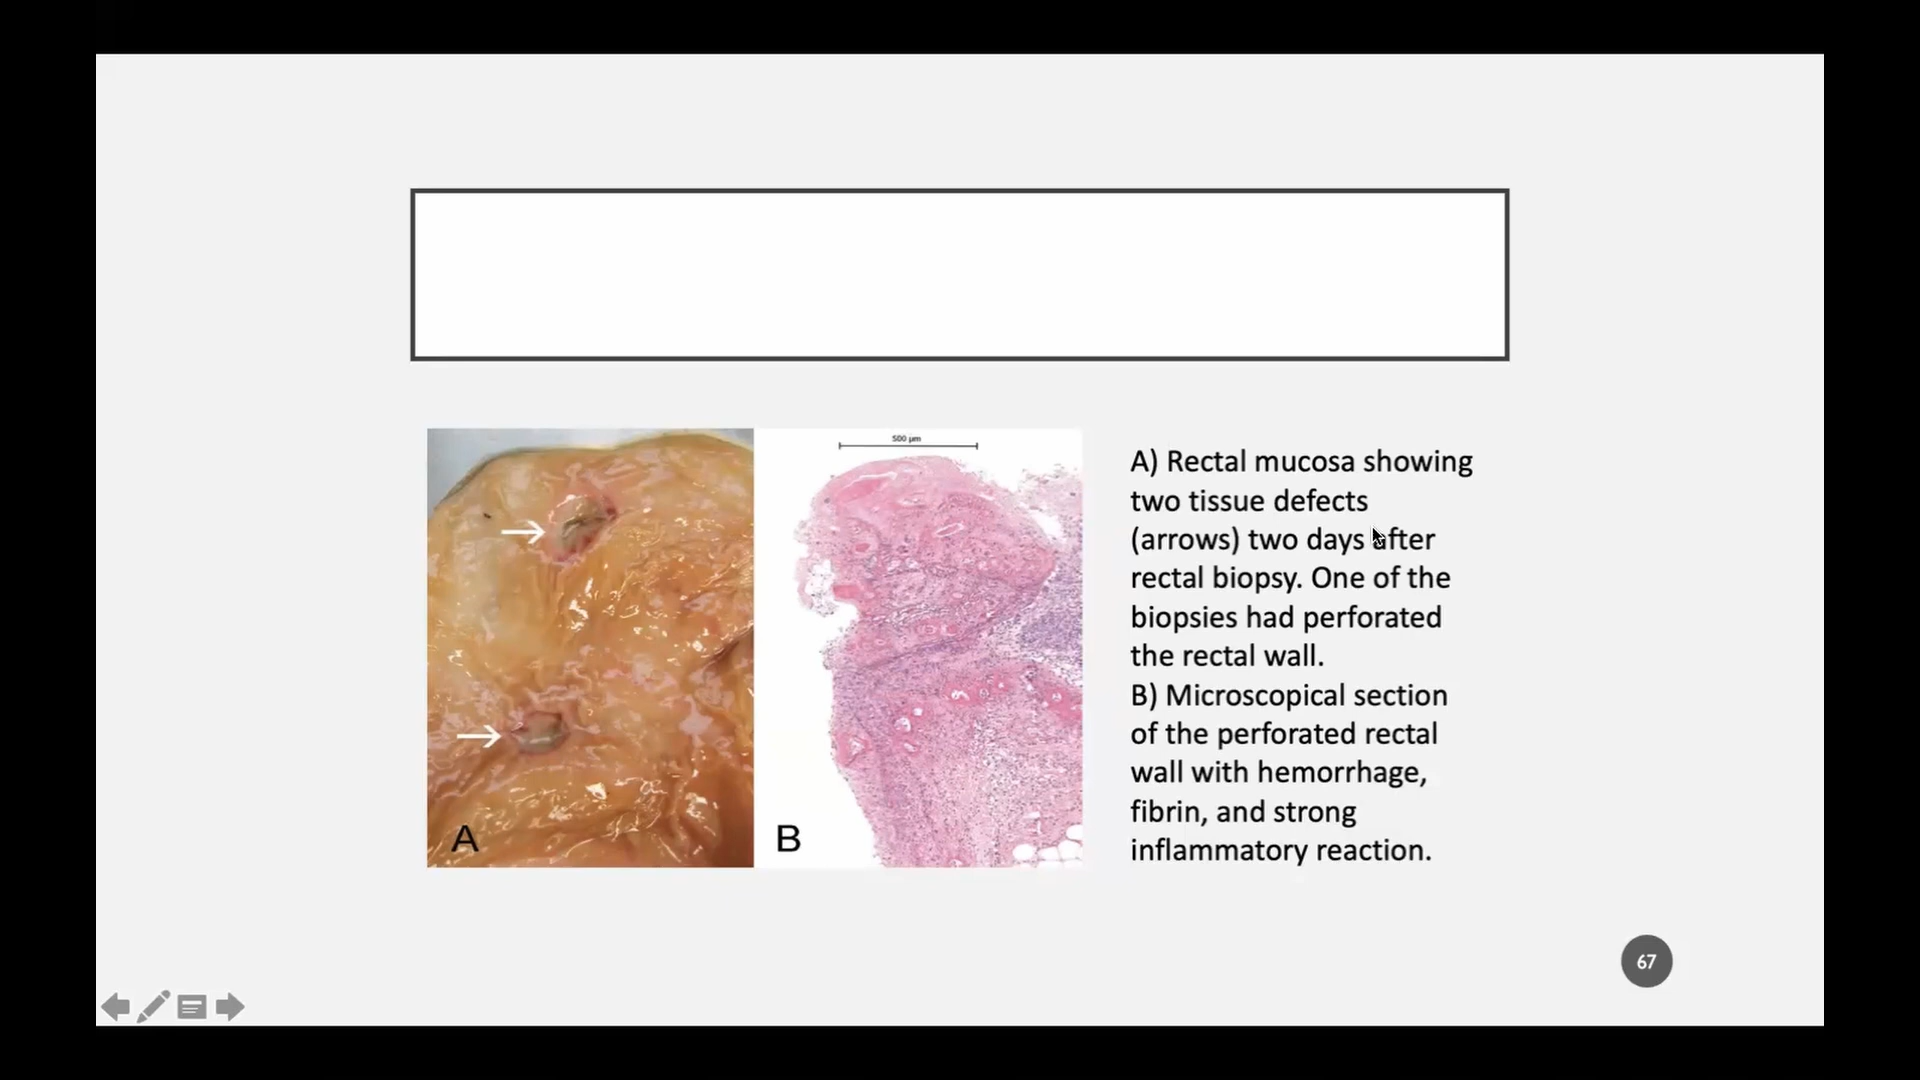 500 µm
A
B
A) Rectal mucosa showing
two tissue defects
(arrows) two days after
rectal biopsy. One of the
biopsies had perforated
the rectal wall.
B) Microscopical section
of the perforated rectal
wall with hemorrhage,
fibrin, and strong
inflammatory reaction.
67